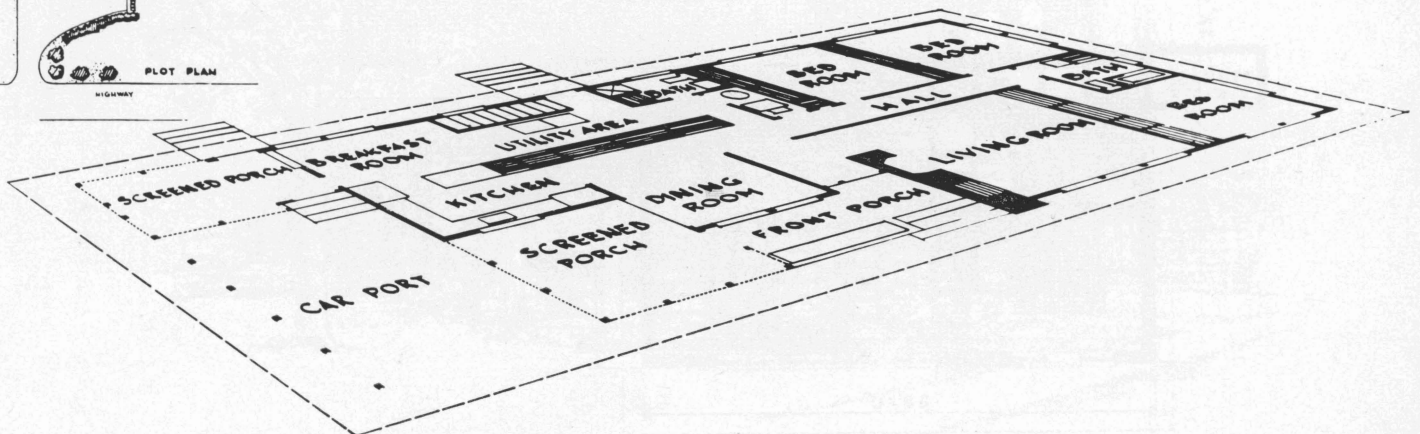 PLOT PLAN
HIGHWAY
BED
ROOM
BED
ROOM
BATH
BATH
BED
ROOM
HALL
UTILITY AREA
BREAKFAST
ROOM
LIVING ROOM
SCREENED PORCH
KITCHEN
DINING
ROOM
FRONT PORCH
SCREENED
PORCH
CAR PORT